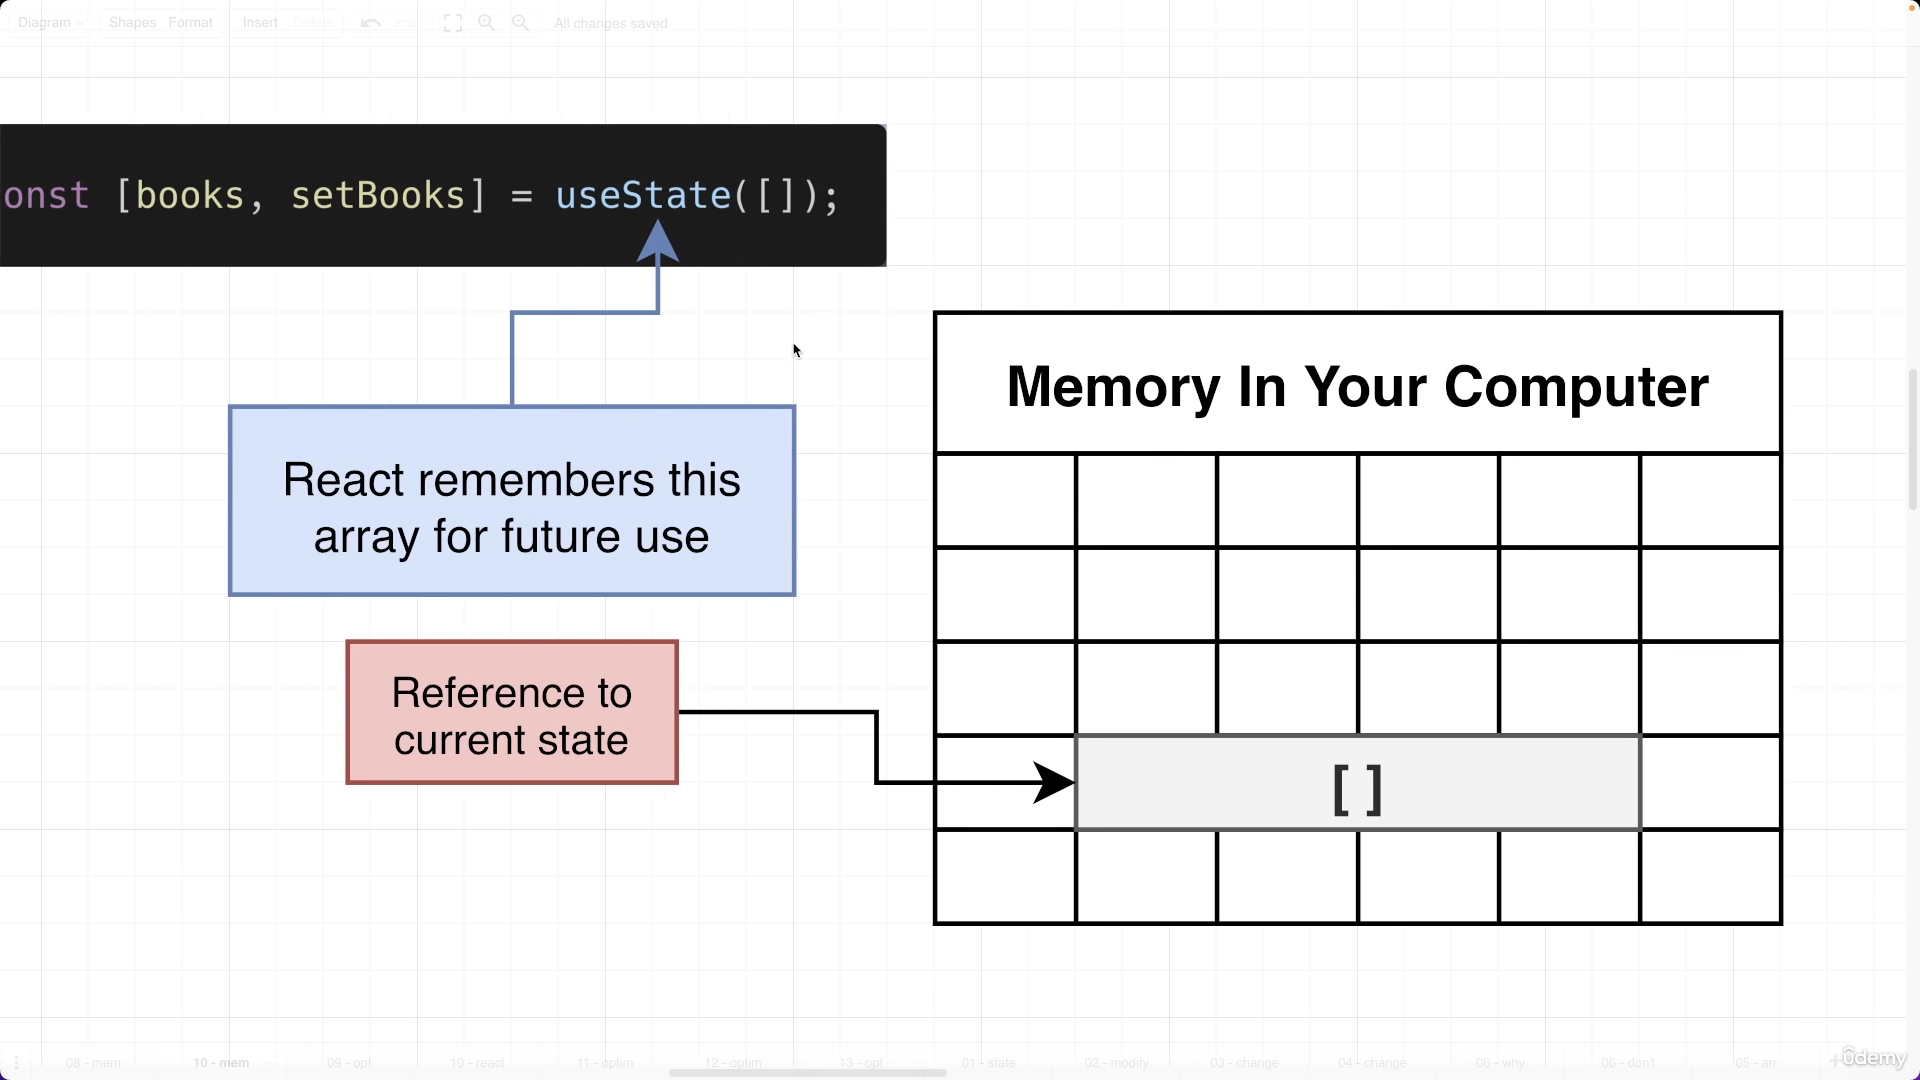 Diagram Shapes Format Insert Delete All changes saved
onst [books, setBooks] = useState([]);
Memory In Your Computer
React remembers this
array for future use
Reference to
current state
[ ]
08 - mem 10 - mem 09 - opt 10 - react 11 - optim 12 - optim 13 - opt 01 - state 02 - modify 03 - change 04 - change 06 - why 06 - don't 05 - arr
ûdemy